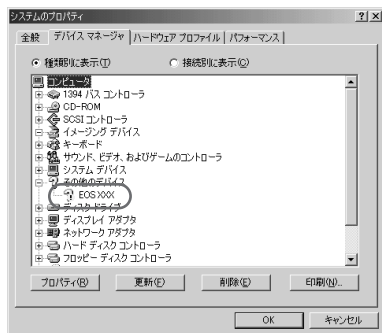 システムのプロパティ
全般 デバイス マネージャ ハードウェア プロファイル パフォーマンス
種類別に表示(T) 接続別に表示(C)
コンピュータ
1394 バス コントローラ
CD-ROM
SCSI コントローラ
イメージング デバイス
キーボード
サウンド、ビデオ、およびゲームのコントローラ
システム デバイス
その他のデバイス
EOS XXX
ディスク ドライブ
ディスプレイ アダプタ
ネットワーク アダプタ
ハード ディスク コントローラ
フロッピー ディスク コントローラ
プロパティ(R) 更新(F) 削除(E) 印刷(N)...
OK キャンセル